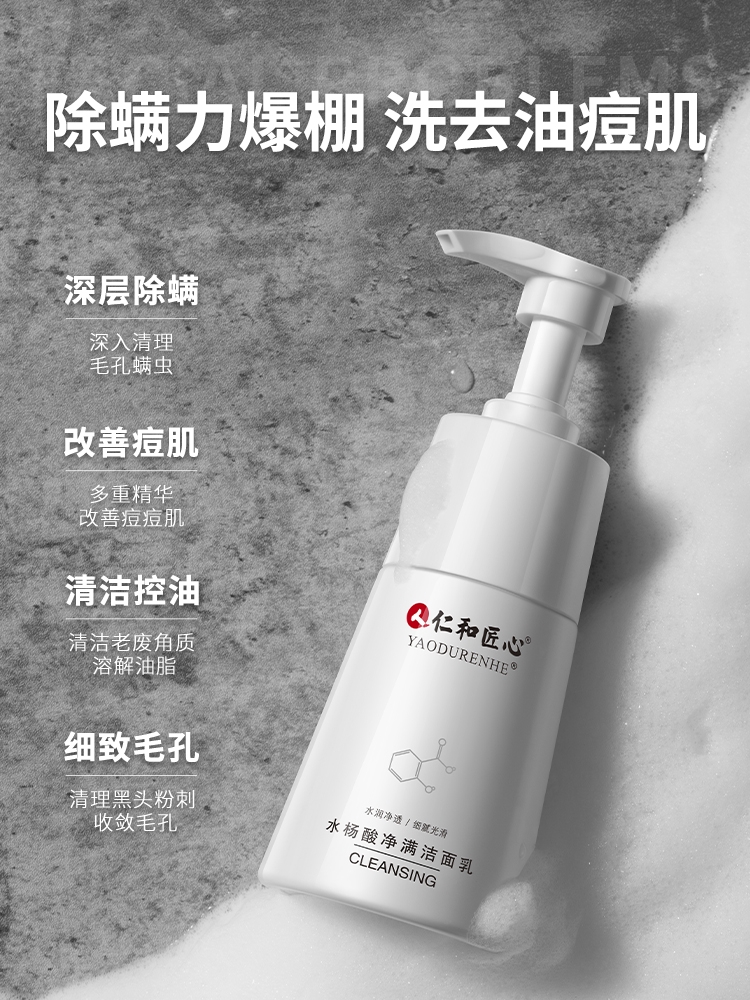 除螨力爆棚 洗去油痘肌
深层除螨
深入清理
毛孔螨虫
改善痘肌
多重精华
改善痘痘肌
清洁控油
清洁老废角质
溶解油脂
细致毛孔
清理黑头粉刺
收敛毛孔
仁和匠心®
YAODURENHE®
水润净透 / 细腻光滑
水杨酸净满洁面乳
CLEANSING